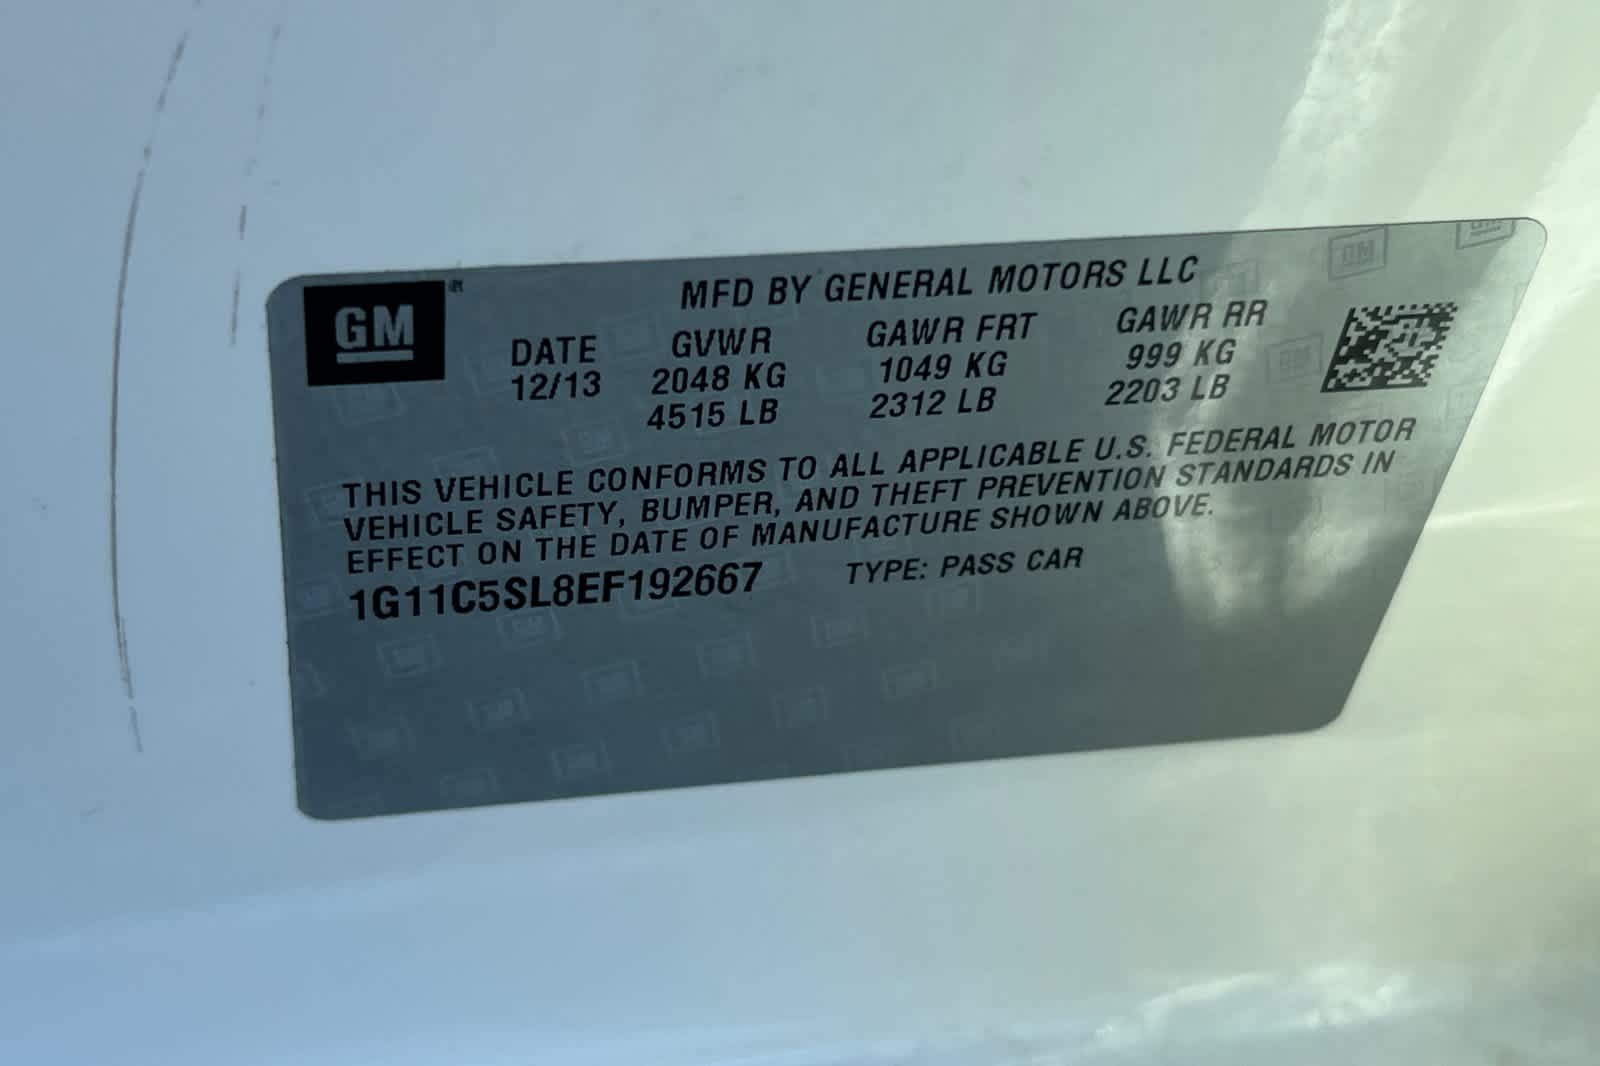 GM
MFD BY GENERAL MOTORS LLC
DATE GVWR GAWR FRT GAWR RR
12/13 2048 KG 1049 KG 999 KG
4515 LB 2312 LB 2203 LB
THIS VEHICLE CONFORMS TO ALL APPLICABLE U.S. FEDERAL MOTOR
VEHICLE SAFETY, BUMPER, AND THEFT PREVENTION STANDARDS IN
EFFECT ON THE DATE OF MANUFACTURE SHOWN ABOVE.
1G11C5SL8EF192667 TYPE: PASS CAR